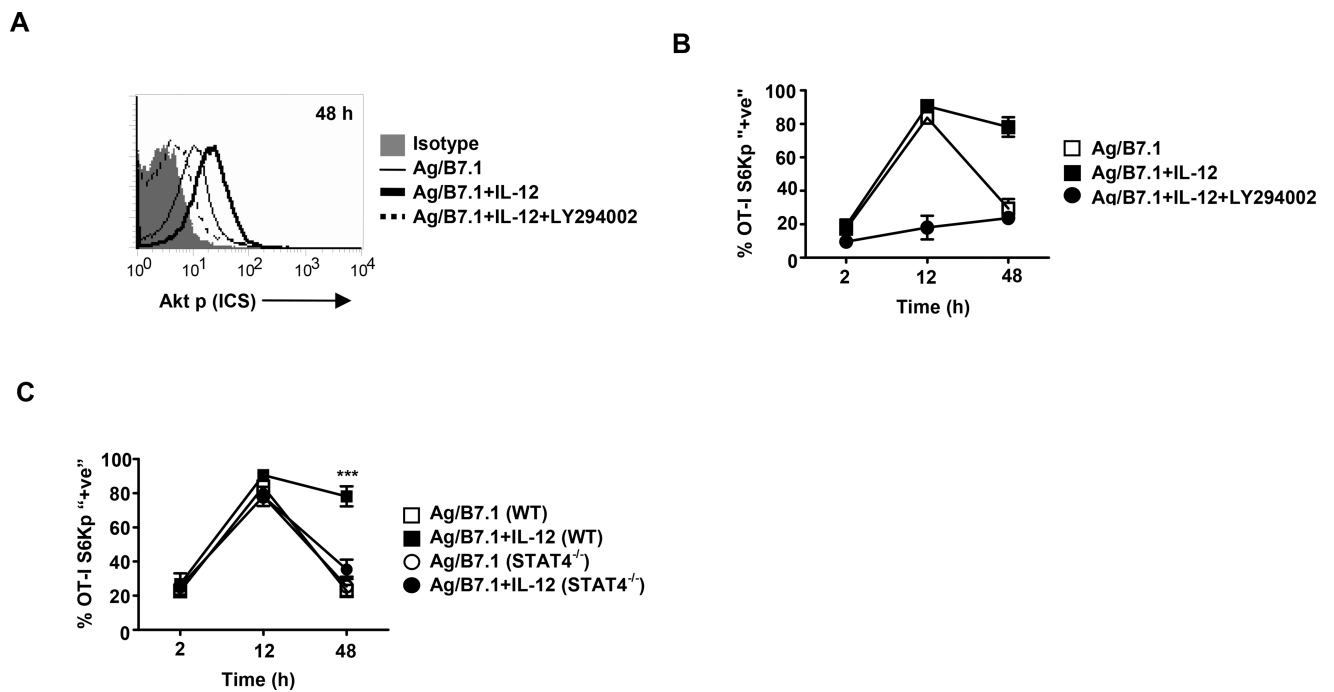 A
48 h
Isotype
Ag/B7.1
Ag/B7.1+IL-12
Ag/B7.1+IL-12+LY294002
10⁰ 10¹ 10² 10³ 10⁴
Akt p (ICS)
B
% OT-I S6Kp "+ve"
100
80
60
40
20
0
2 12 48
Time (h)
Ag/B7.1
Ag/B7.1+IL-12
Ag/B7.1+IL-12+LY294002
C
% OT-I S6Kp “+ve”
100
80
60
40
20
0
***
2 12 48
Time (h)
Ag/B7.1 (WT)
Ag/B7.1+IL-12 (WT)
Ag/B7.1 (STAT4⁻/⁻)
Ag/B7.1+IL-12 (STAT4⁻/⁻)